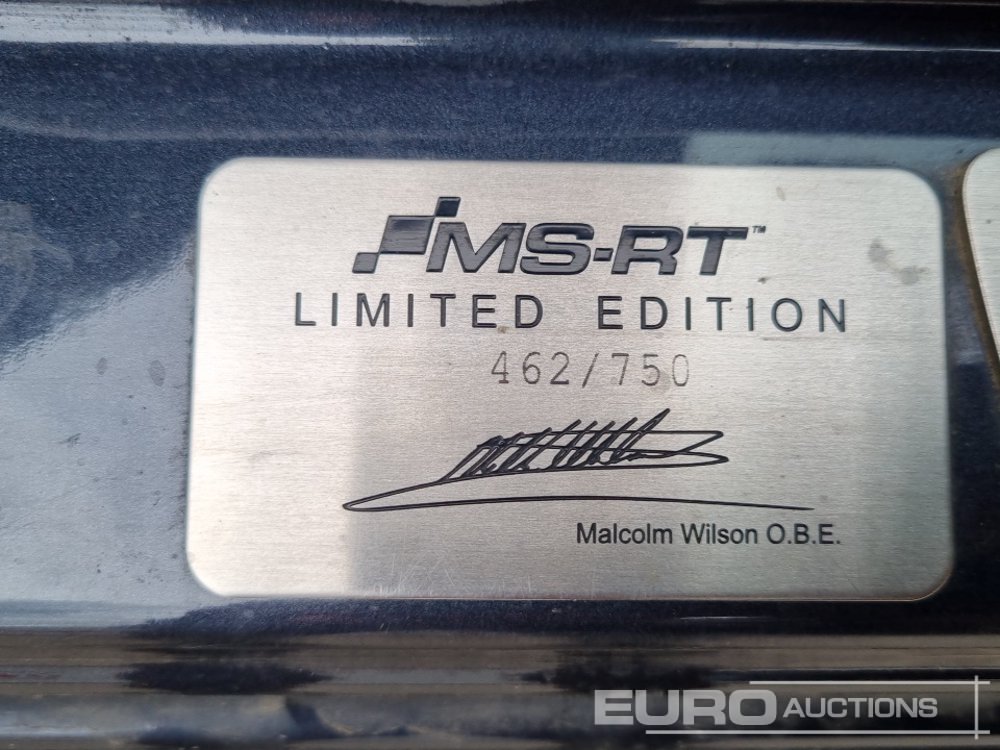 MS-RT™
LIMITED EDITION
462/750
Malcolm Wilson O.B.E.
EURO AUCTIONS